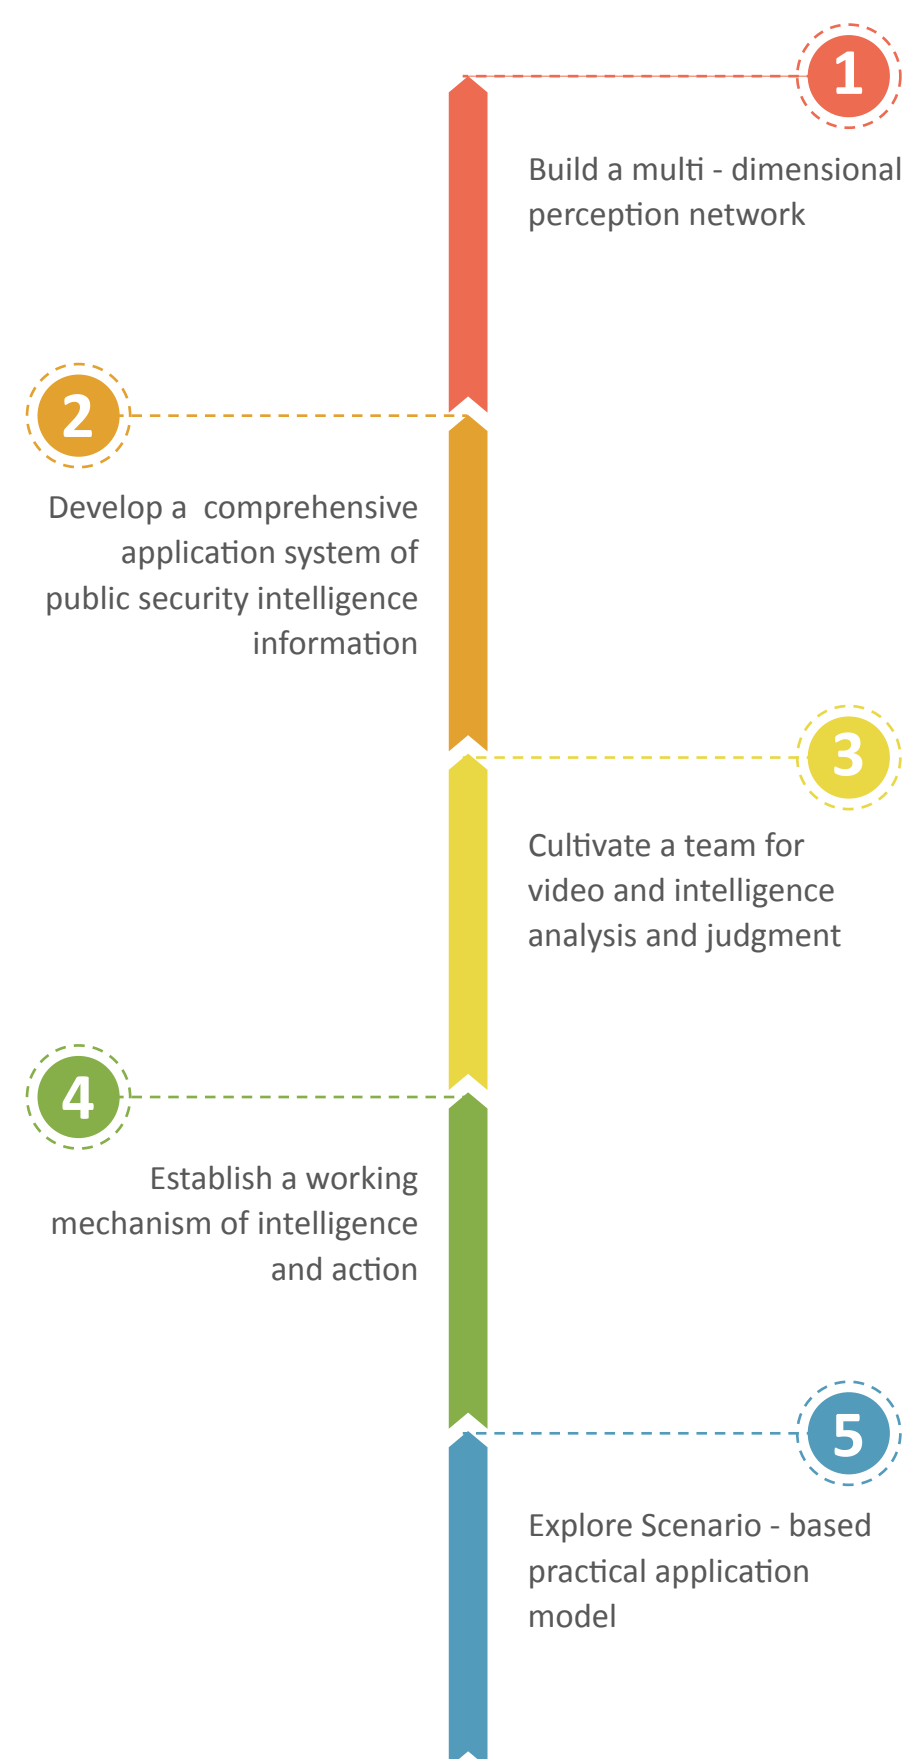 1
Build a multi - dimensional
perception network
2
Develop a  comprehensive
application system of
public security intelligence
information
3
Cultivate a team for
video and intelligence
analysis and judgment
4
Establish a working
mechanism of intelligence
and action
5
Explore Scenario - based
practical application
model